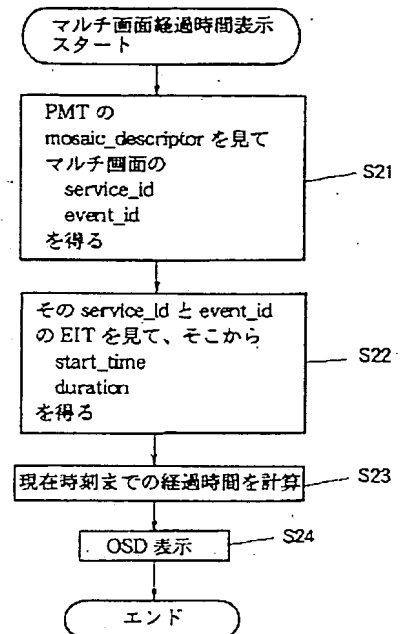 マルチ画面経過時間表示
スタート
PMT の
mosaic_descriptor を見て
マルチ画面の
service_id
event_id
を得る
S21
その service_id と event_id
の EIT を見て、そこから
start_time
duration
を得る
S22
現在時刻までの経過時間を計算
S23
OSD 表示
S24
エンド